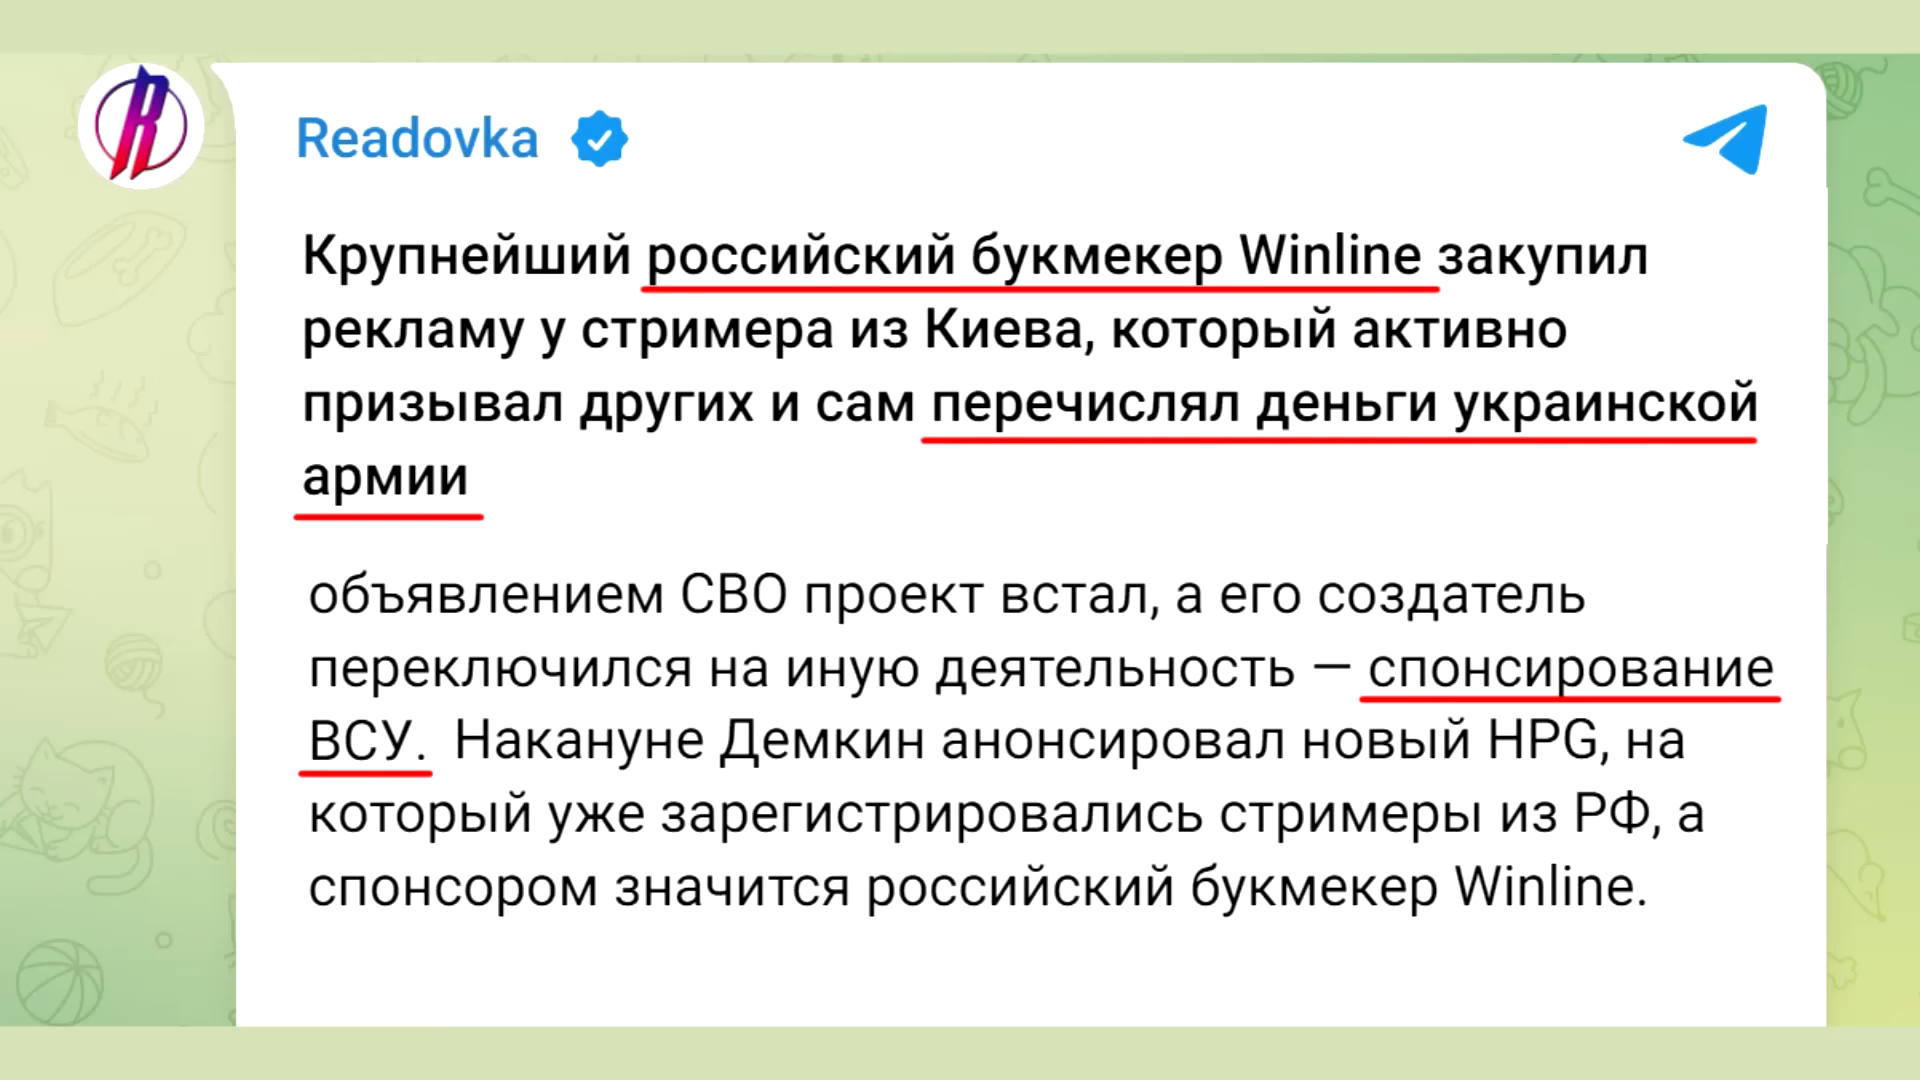 Readovka
Крупнейший российский букмекер Winline закупил
рекламу у стримера из Киева, который активно
призывал других и сам перечислял деньги украинской
армии
объявлением СВО проект встал, а его создатель
переключился на иную деятельность — спонсирование
ВСУ. Накануне Демкин анонсировал новый HPG, на
который уже зарегистрировались стримеры из РФ, а
спонсором значится российский букмекер Winline.